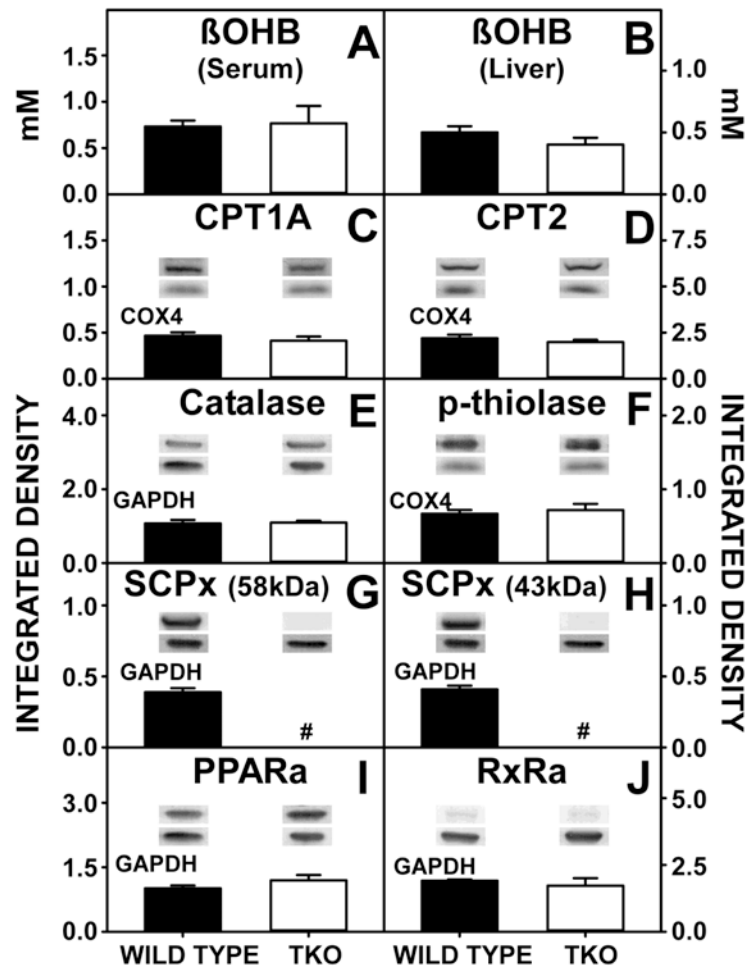 ßOHB A
(Serum)
1.5
1.0
0.5
0.0
mM
ßOHB B
(Liver)
1.0
0.5
0.0
mM
CPT1A C
1.5
1.0
0.5
0.0
COX4
CPT2 D
7.5
5.0
2.5
0.0
COX4
Catalase E
4.0
2.0
0.0
GAPDH
p-thiolase F
2.0
1.0
0.0
COX4
SCPx (58kDa) G
1.0
0.5
0.0
GAPDH
#
SCPx (43kDa) H
1.0
0.5
0.0
GAPDH
#
PPARa I
3.0
1.5
0.0
GAPDH
RxRa J
5.0
2.5
0.0
GAPDH
INTEGRATED DENSITY
INTEGRATED DENSITY
WILD TYPE TKO WILD TYPE TKO